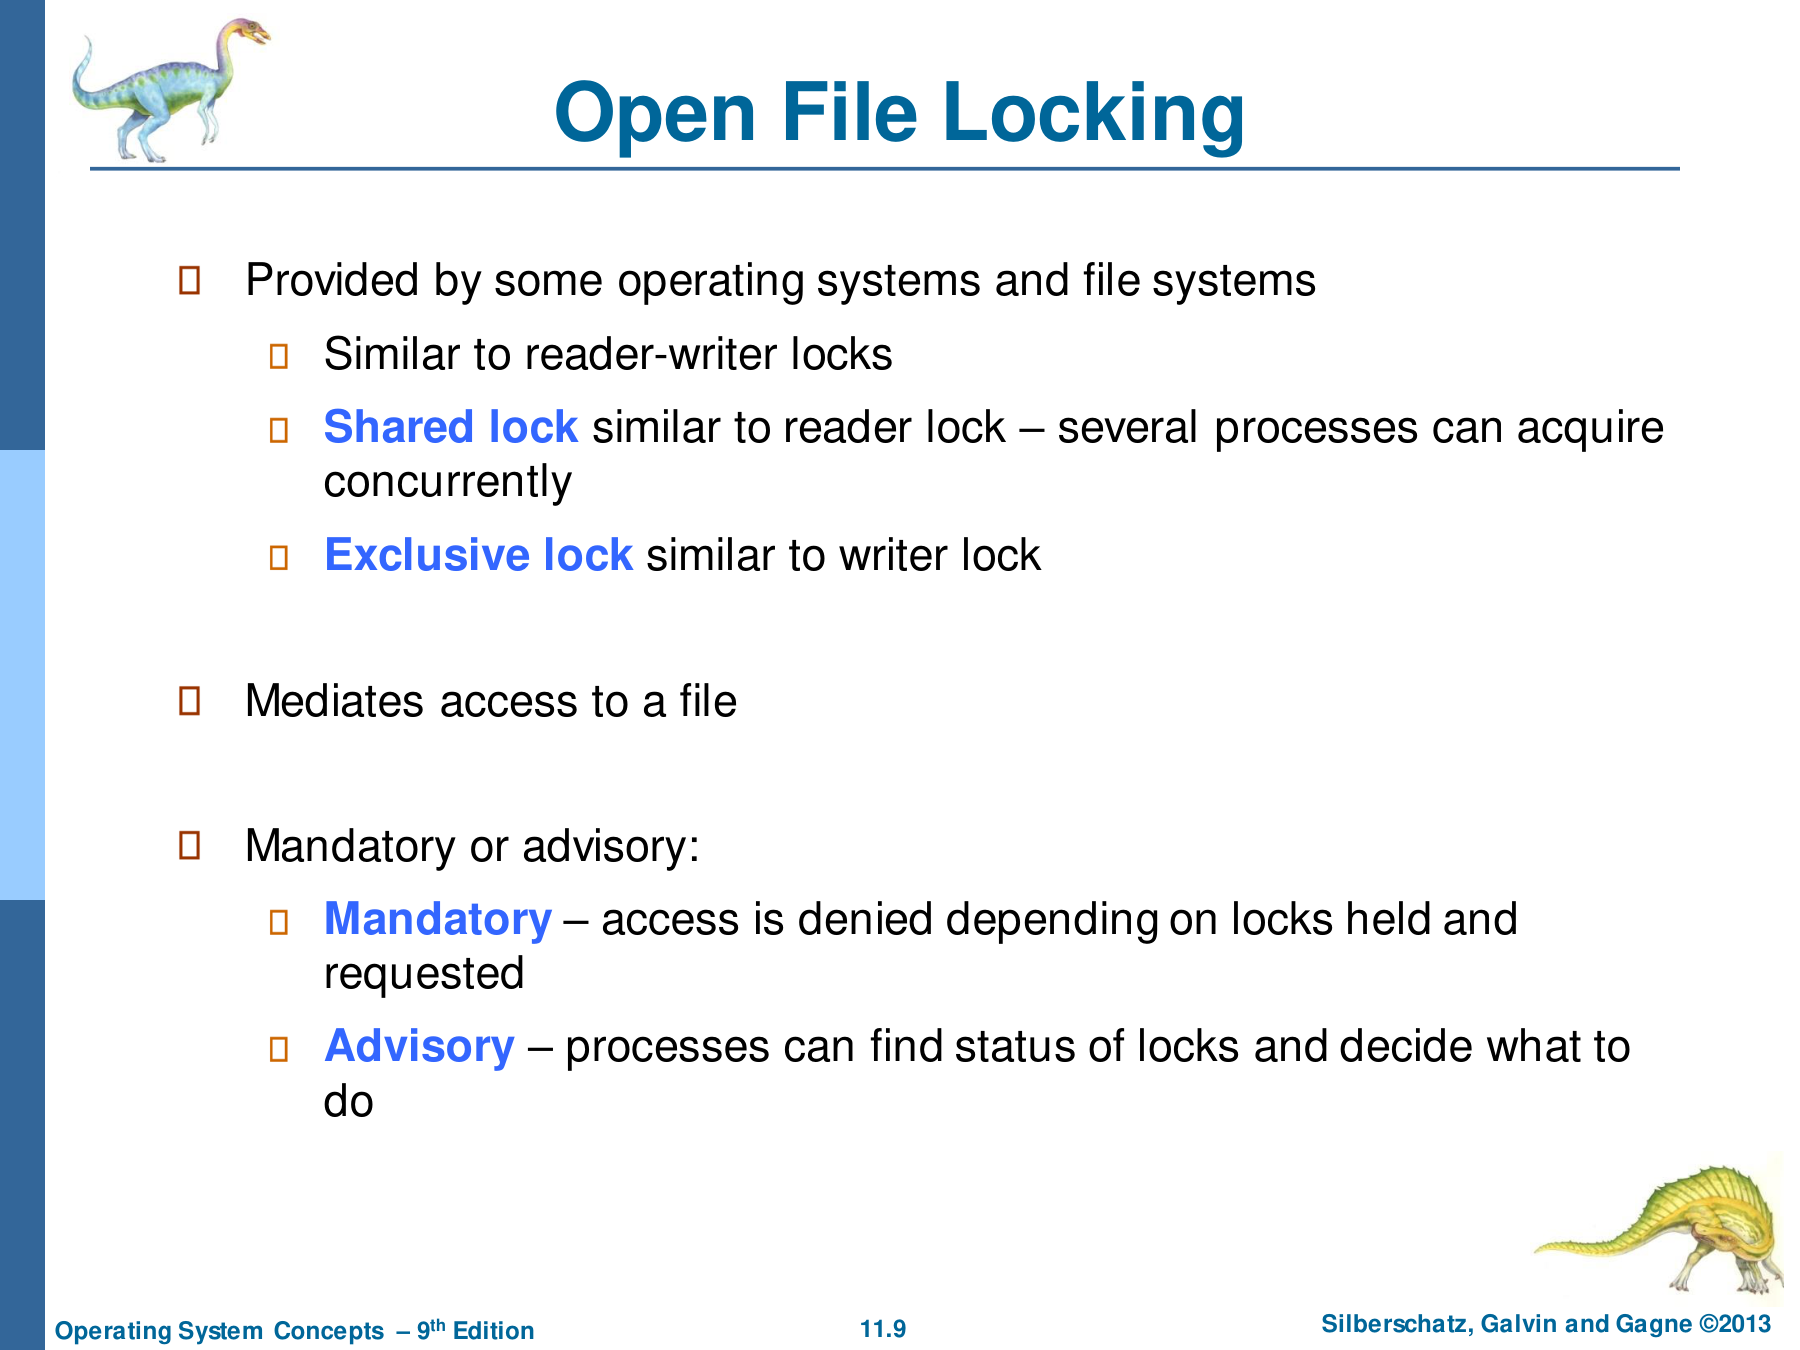 Open File Locking
Provided by some operating systems and file systems
Similar to reader-writer locks
Shared lock similar to reader lock – several processes can acquire
concurrently
Exclusive lock similar to writer lock
Mediates access to a file
Mandatory or advisory:
Mandatory – access is denied depending on locks held and
requested
Advisory – processes can find status of locks and decide what to
do
Operating System Concepts – 9th Edition
11.9
Silberschatz, Galvin and Gagne ©2013